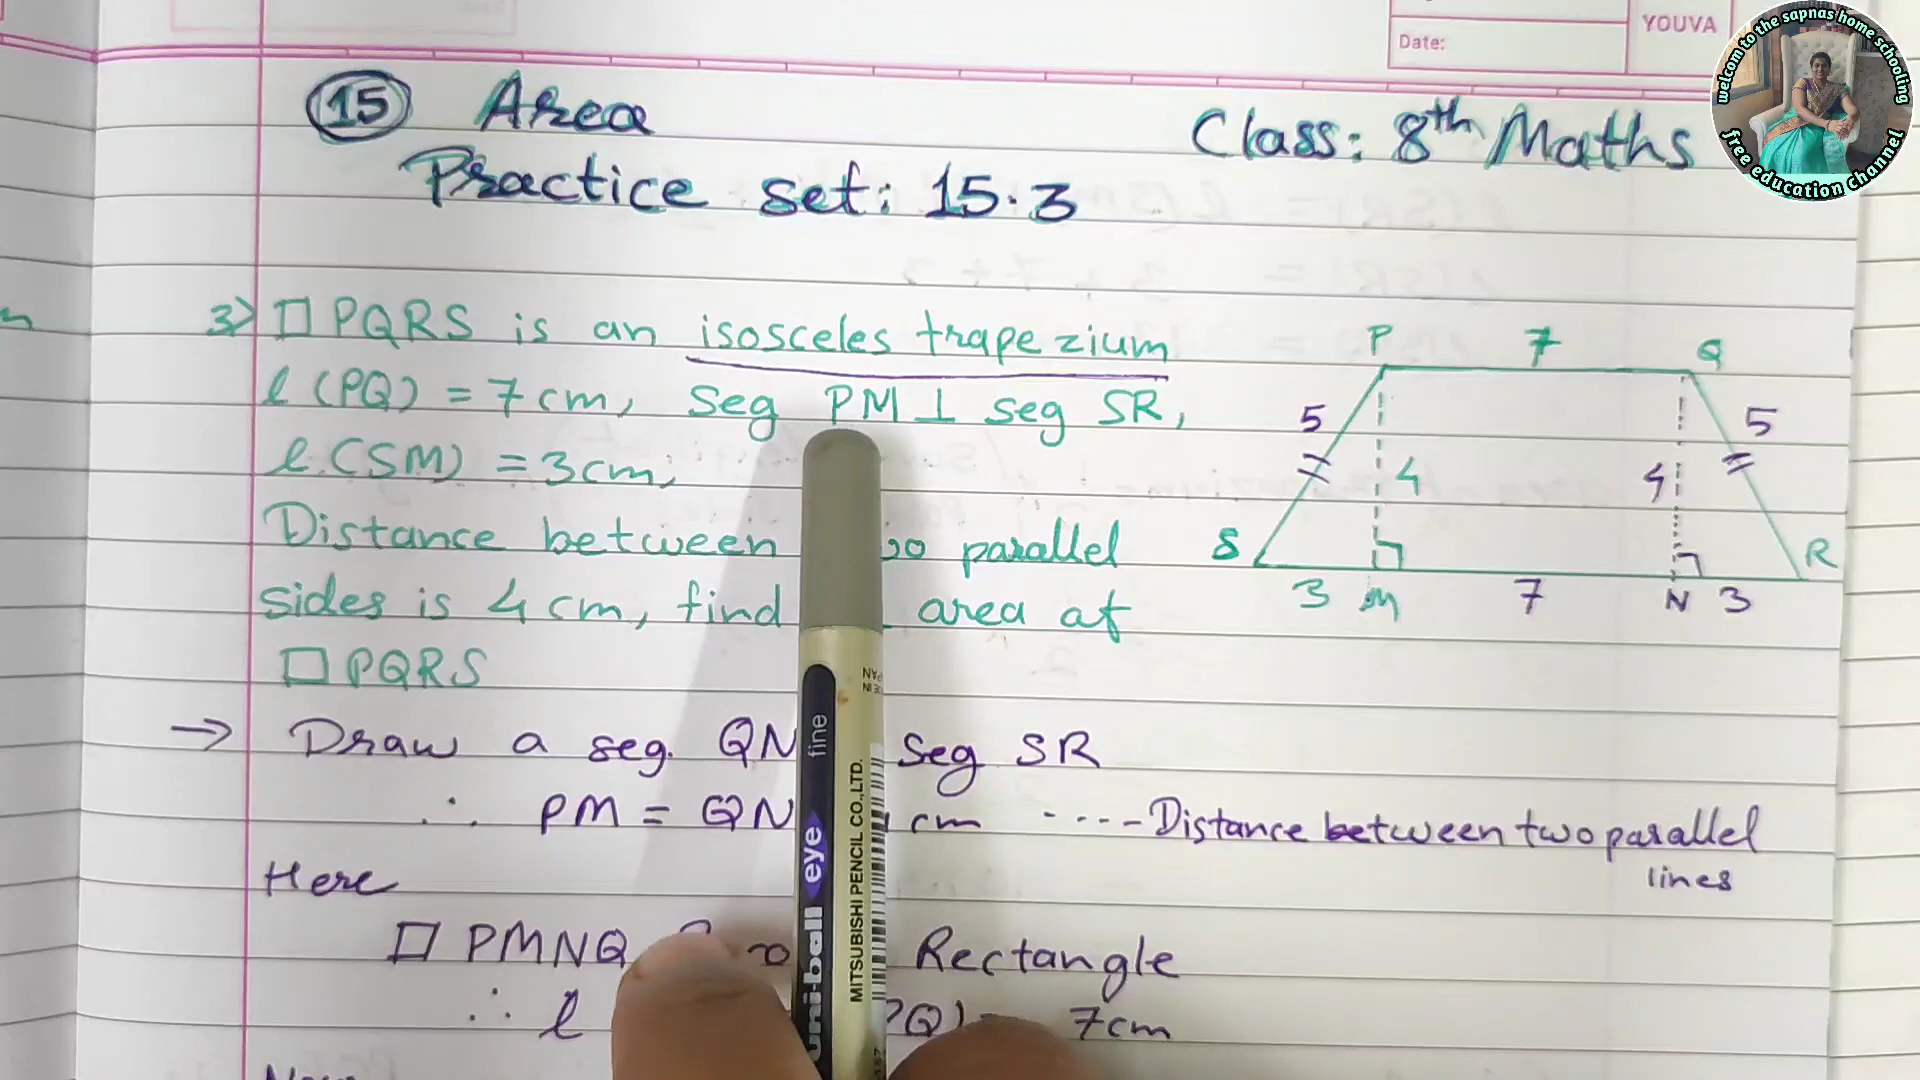 Date:
YOUVA
welcom to the sapnas home schooling
free education channel
15 Area
Class: 8th Maths
Practice set: 15.3
3) □ PQRS is an isosceles trapezium
l (PQ) = 7cm, seg PM ⊥ seg SR,
l (SM) = 3cm,
Distance between parallel
sides is 4 cm, find area of
□ PQRS
P 7 Q
5 5
4 4
S R
3 M 7 N 3
→ Draw a seg. QN seg SR
∴ PM = QN cm ---- Distance between two parallel
lines
Here
□ PMNQ Rectangle
∴ l PQ) 7cm
fine
uni-ball eye
MITSUBISHI PENCIL CO.,LTD.